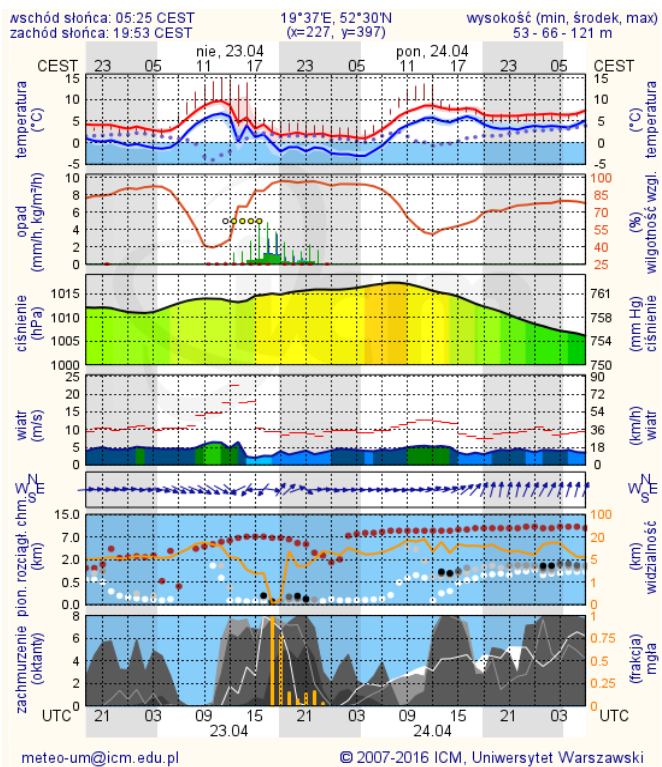 wschód słońca: 05:25 CEST 19°37'E, 52°30'N wysokość (min, środek, max)
zachód słońca: 19:53 CEST (x=227, y=397) 53 - 66 - 121 m
nie, 23.04 pon, 24.04
CEST 23 05 11 17 23 05 11 17 23 05 CEST
temperatura (°C) 15 10 5 0 -5 15 10 5 0 -5 (°C) temperatura
opad (mm/h, kg/m²/h) 10 8 6 4 2 0 100 85 70 55 40 25 (%) wilgotność wzgl.
ciśnienie (hPa) 1015 1010 1005 1000 761 758 754 750 (mm Hg) ciśnienie
wiatr (m/s) 25 20 15 10 5 0 90 72 54 36 18 0 (km/h) wiatr
N W E S N W E S
pion. rozciągł. chm. (km) 15.0 7.0 2.0 0.5 0.0 100 20 5 1 0 (km) widzialność
zachmurzenie (oktanty) 8 6 4 2 0 1 0.75 0.5 0.25 0 (frakcja) mgła
UTC 21 03 09 15 21 03 09 15 21 03 UTC
23.04 24.04
meteo-um@icm.edu.pl © 2007-2016 ICM, Uniwersytet Warszawski